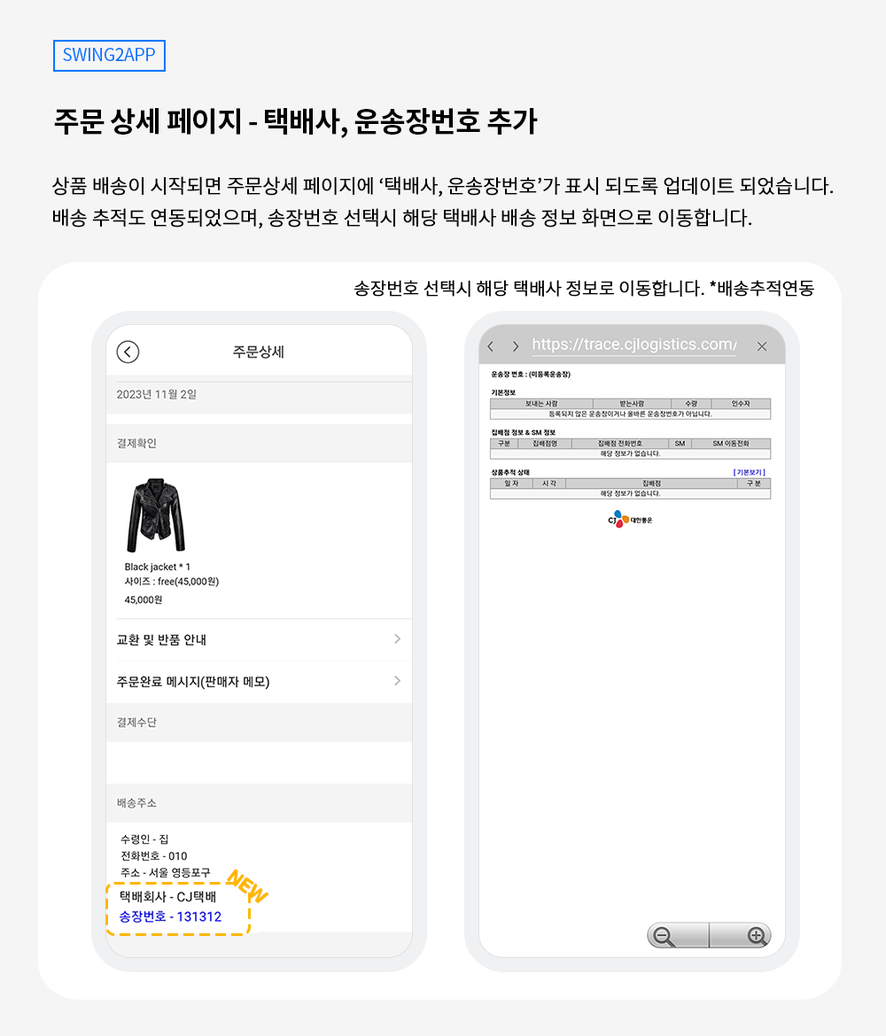 SWING2APP
주문 상세 페이지 - 택배사, 운송장번호 추가
상품 배송이 시작되면 주문상세 페이지에 ‘택배사, 운송장번호’가 표시 되도록 업데이트 되었습니다.
배송 추적도 연동되었으며, 송장번호 선택시 해당 택배사 배송 정보 화면으로 이동합니다.
송장번호 선택시 해당 택배사 정보로 이동합니다. *배송추적연동
주문상세
2023년 11월 2일
결제확인
Black jacket * 1
사이즈 : free(45,000원)
45,000원
교환 및 반품 안내
주문완료 메시지(판매자 메모)
결제수단
배송주소
수령인 - 집
전화번호 - 010
주소 - 서울 영등포구
NEW
택배회사 - CJ택배
송장번호 - 131312
https://trace.cjlogistics.com/
운송장 번호 : (미등록운송장)
기본정보
보내는 사람 받는사람 수량 인수자
등록되지 않은 운송장이거나 올바른 운송장번호가 아닙니다.
집배점 정보 & SM 정보
구분 집배점명 집배점 전화번호 SM SM 이동전화
해당 정보가 없습니다.
상품추적 상태 [ 기본보기 ]
일 자 시 각 집배점 구 분
해당 정보가 없습니다.
CJ 대한통운